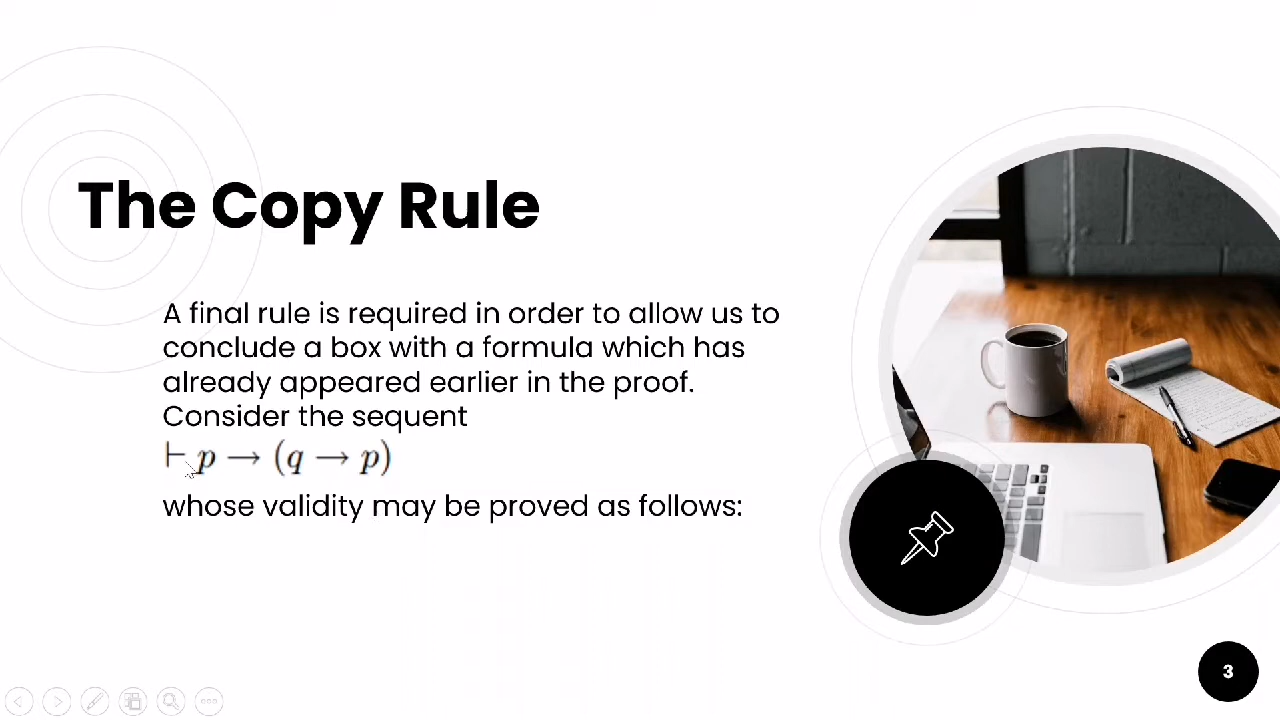 The Copy Rule
A final rule is required in order to allow us to
conclude a box with a formula which has
already appeared earlier in the proof.
Consider the sequent
⊢ p → (q → p)
whose validity may be proved as follows:
3